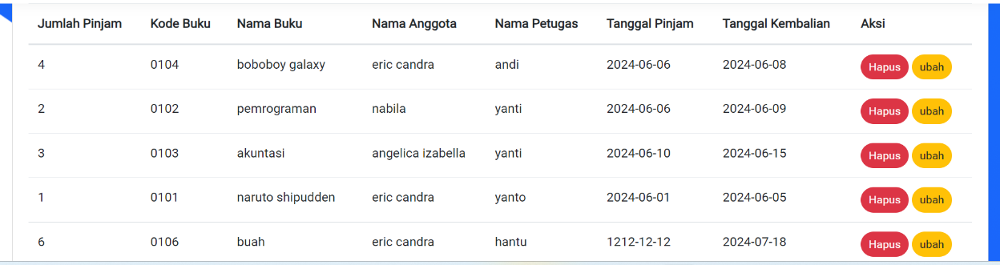 Jumlah Pinjam Kode Buku Nama Buku Nama Anggota Nama Petugas Tanggal Pinjam Tanggal Kembalian Aksi
4 0104 boboboy galaxy eric candra andi 2024-06-06 2024-06-08 Hapus ubah
2 0102 pemrograman nabila yanti 2024-06-06 2024-06-09 Hapus ubah
3 0103 akuntasi angelica izabella yanti 2024-06-10 2024-06-15 Hapus ubah
1 0101 naruto shipudden eric candra yanto 2024-06-01 2024-06-05 Hapus ubah
6 0106 buah eric candra hantu 1212-12-12 2024-07-18 Hapus ubah